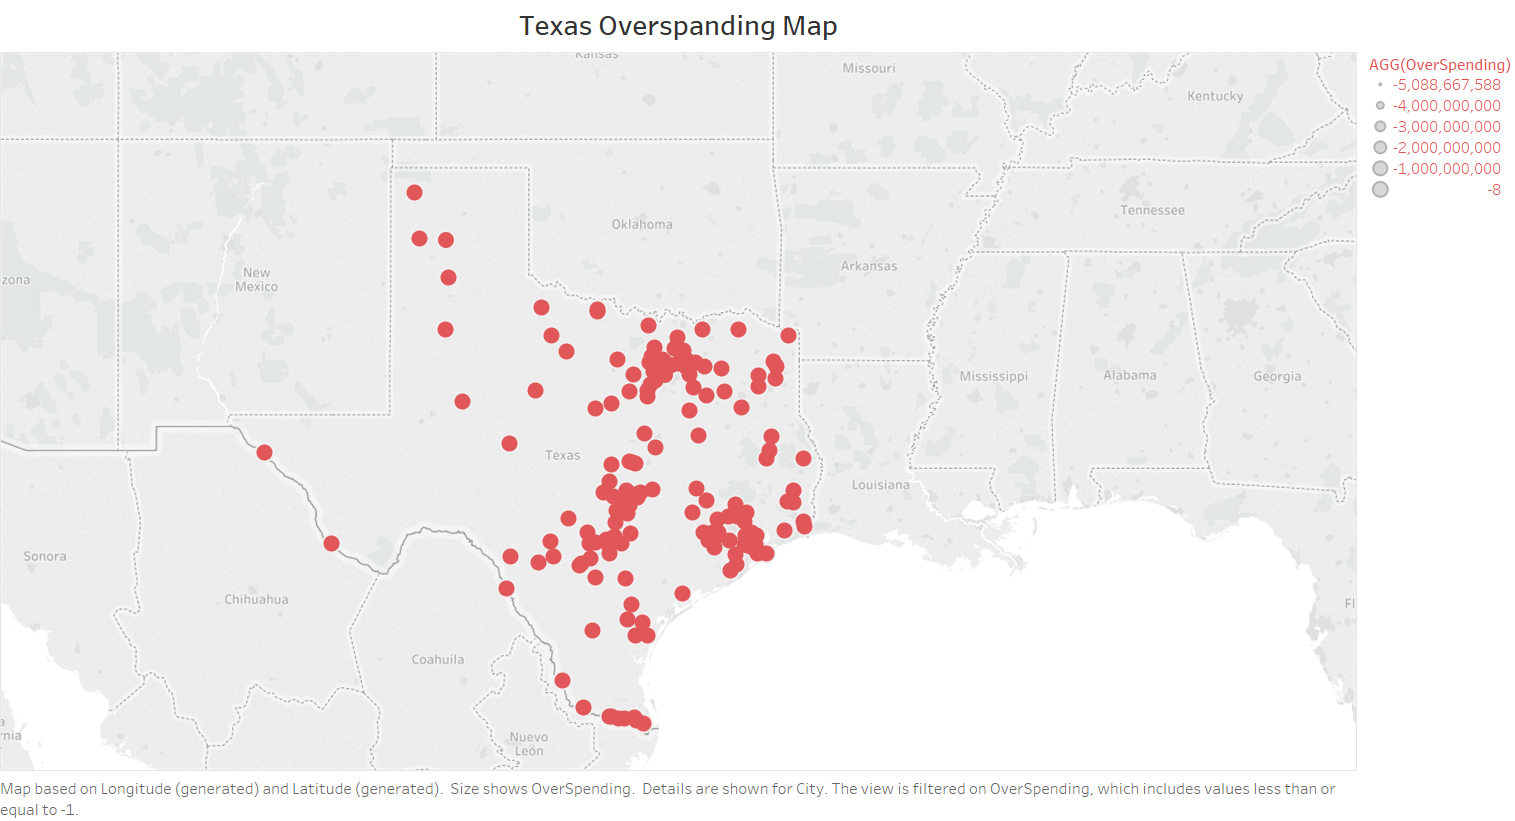 Texas Overspanding Map
Kansas
Missouri
Kentucky
Oklahoma
Tennessee
zona
New
Mexico
Arkansas
Mississippi
Alabama
Georgia
Texas
Louisiana
Sonora
Chihuahua
Fl
Coahuila
Nuevo
León
a
rnia
AGG(OverSpending)
-5,088,667,588
-4,000,000,000
-3,000,000,000
-2,000,000,000
-1,000,000,000
-8
Map based on Longitude (generated) and Latitude (generated).  Size shows OverSpending.  Details are shown for City. The view is filtered on OverSpending, which includes values less than or
equal to -1.